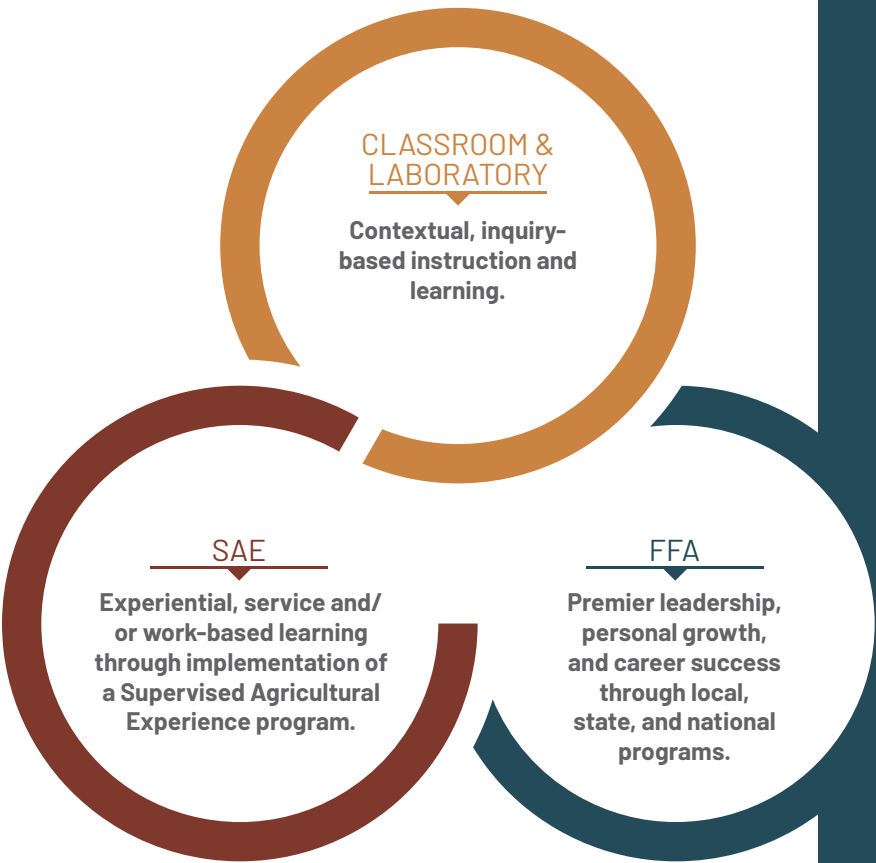 CLASSROOM &
LABORATORY
Contextual, inquiry-
based instruction and
learning.
SAE
Experiential, service and/
or work-based learning
through implementation of
a Supervised Agricultural
Experience program.
FFA
Premier leadership,
personal growth,
and career success
through local,
state, and national
programs.